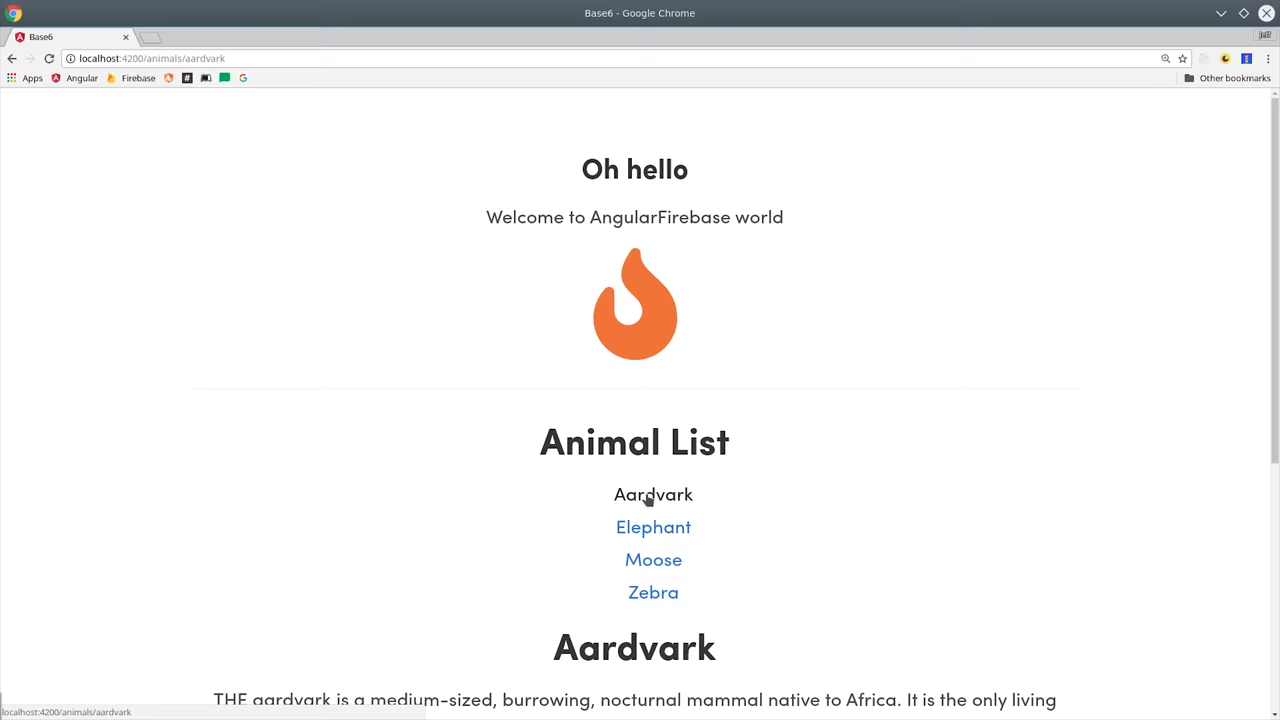 Base6 - Google Chrome
Base6
jeff
localhost:4200/animals/aardvark
Apps
Angular
Firebase
Other bookmarks
Oh hello
Welcome to AngularFirebase world
Animal List
Aardvark
Elephant
Moose
Zebra
Aardvark
THE aardvark is a medium-sized, burrowing, nocturnal mammal native to Africa. It is the only living
localhost:4200/animals/aardvark